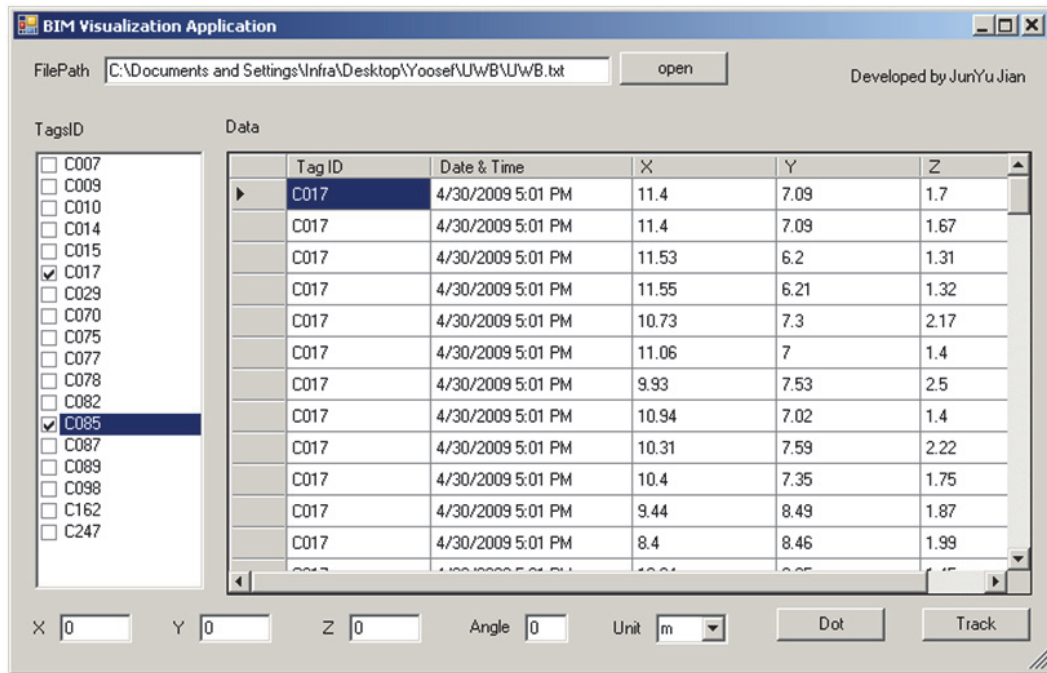 BIM Visualization Application
FilePath C:\Documents and Settings\Infra\Desktop\Yoosef\UWB\UWB.txt open Developed by JunYu Jian
TagsID Data
C007
C009
C010
C014
C015
C017
C029
C070
C075
C077
C078
C082
C085
C087
C089
C098
C162
C247
Tag ID Date & Time X Y Z
C017 4/30/2009 5:01 PM 11.4 7.09 1.7
C017 4/30/2009 5:01 PM 11.4 7.09 1.67
C017 4/30/2009 5:01 PM 11.53 6.2 1.31
C017 4/30/2009 5:01 PM 11.55 6.21 1.32
C017 4/30/2009 5:01 PM 10.73 7.3 2.17
C017 4/30/2009 5:01 PM 11.06 7 1.4
C017 4/30/2009 5:01 PM 9.93 7.53 2.5
C017 4/30/2009 5:01 PM 10.94 7.02 1.4
C017 4/30/2009 5:01 PM 10.31 7.59 2.22
C017 4/30/2009 5:01 PM 10.4 7.35 1.75
C017 4/30/2009 5:01 PM 9.44 8.49 1.87
C017 4/30/2009 5:01 PM 8.4 8.46 1.99
X 0 Y 0 Z 0 Angle 0 Unit m Dot Track